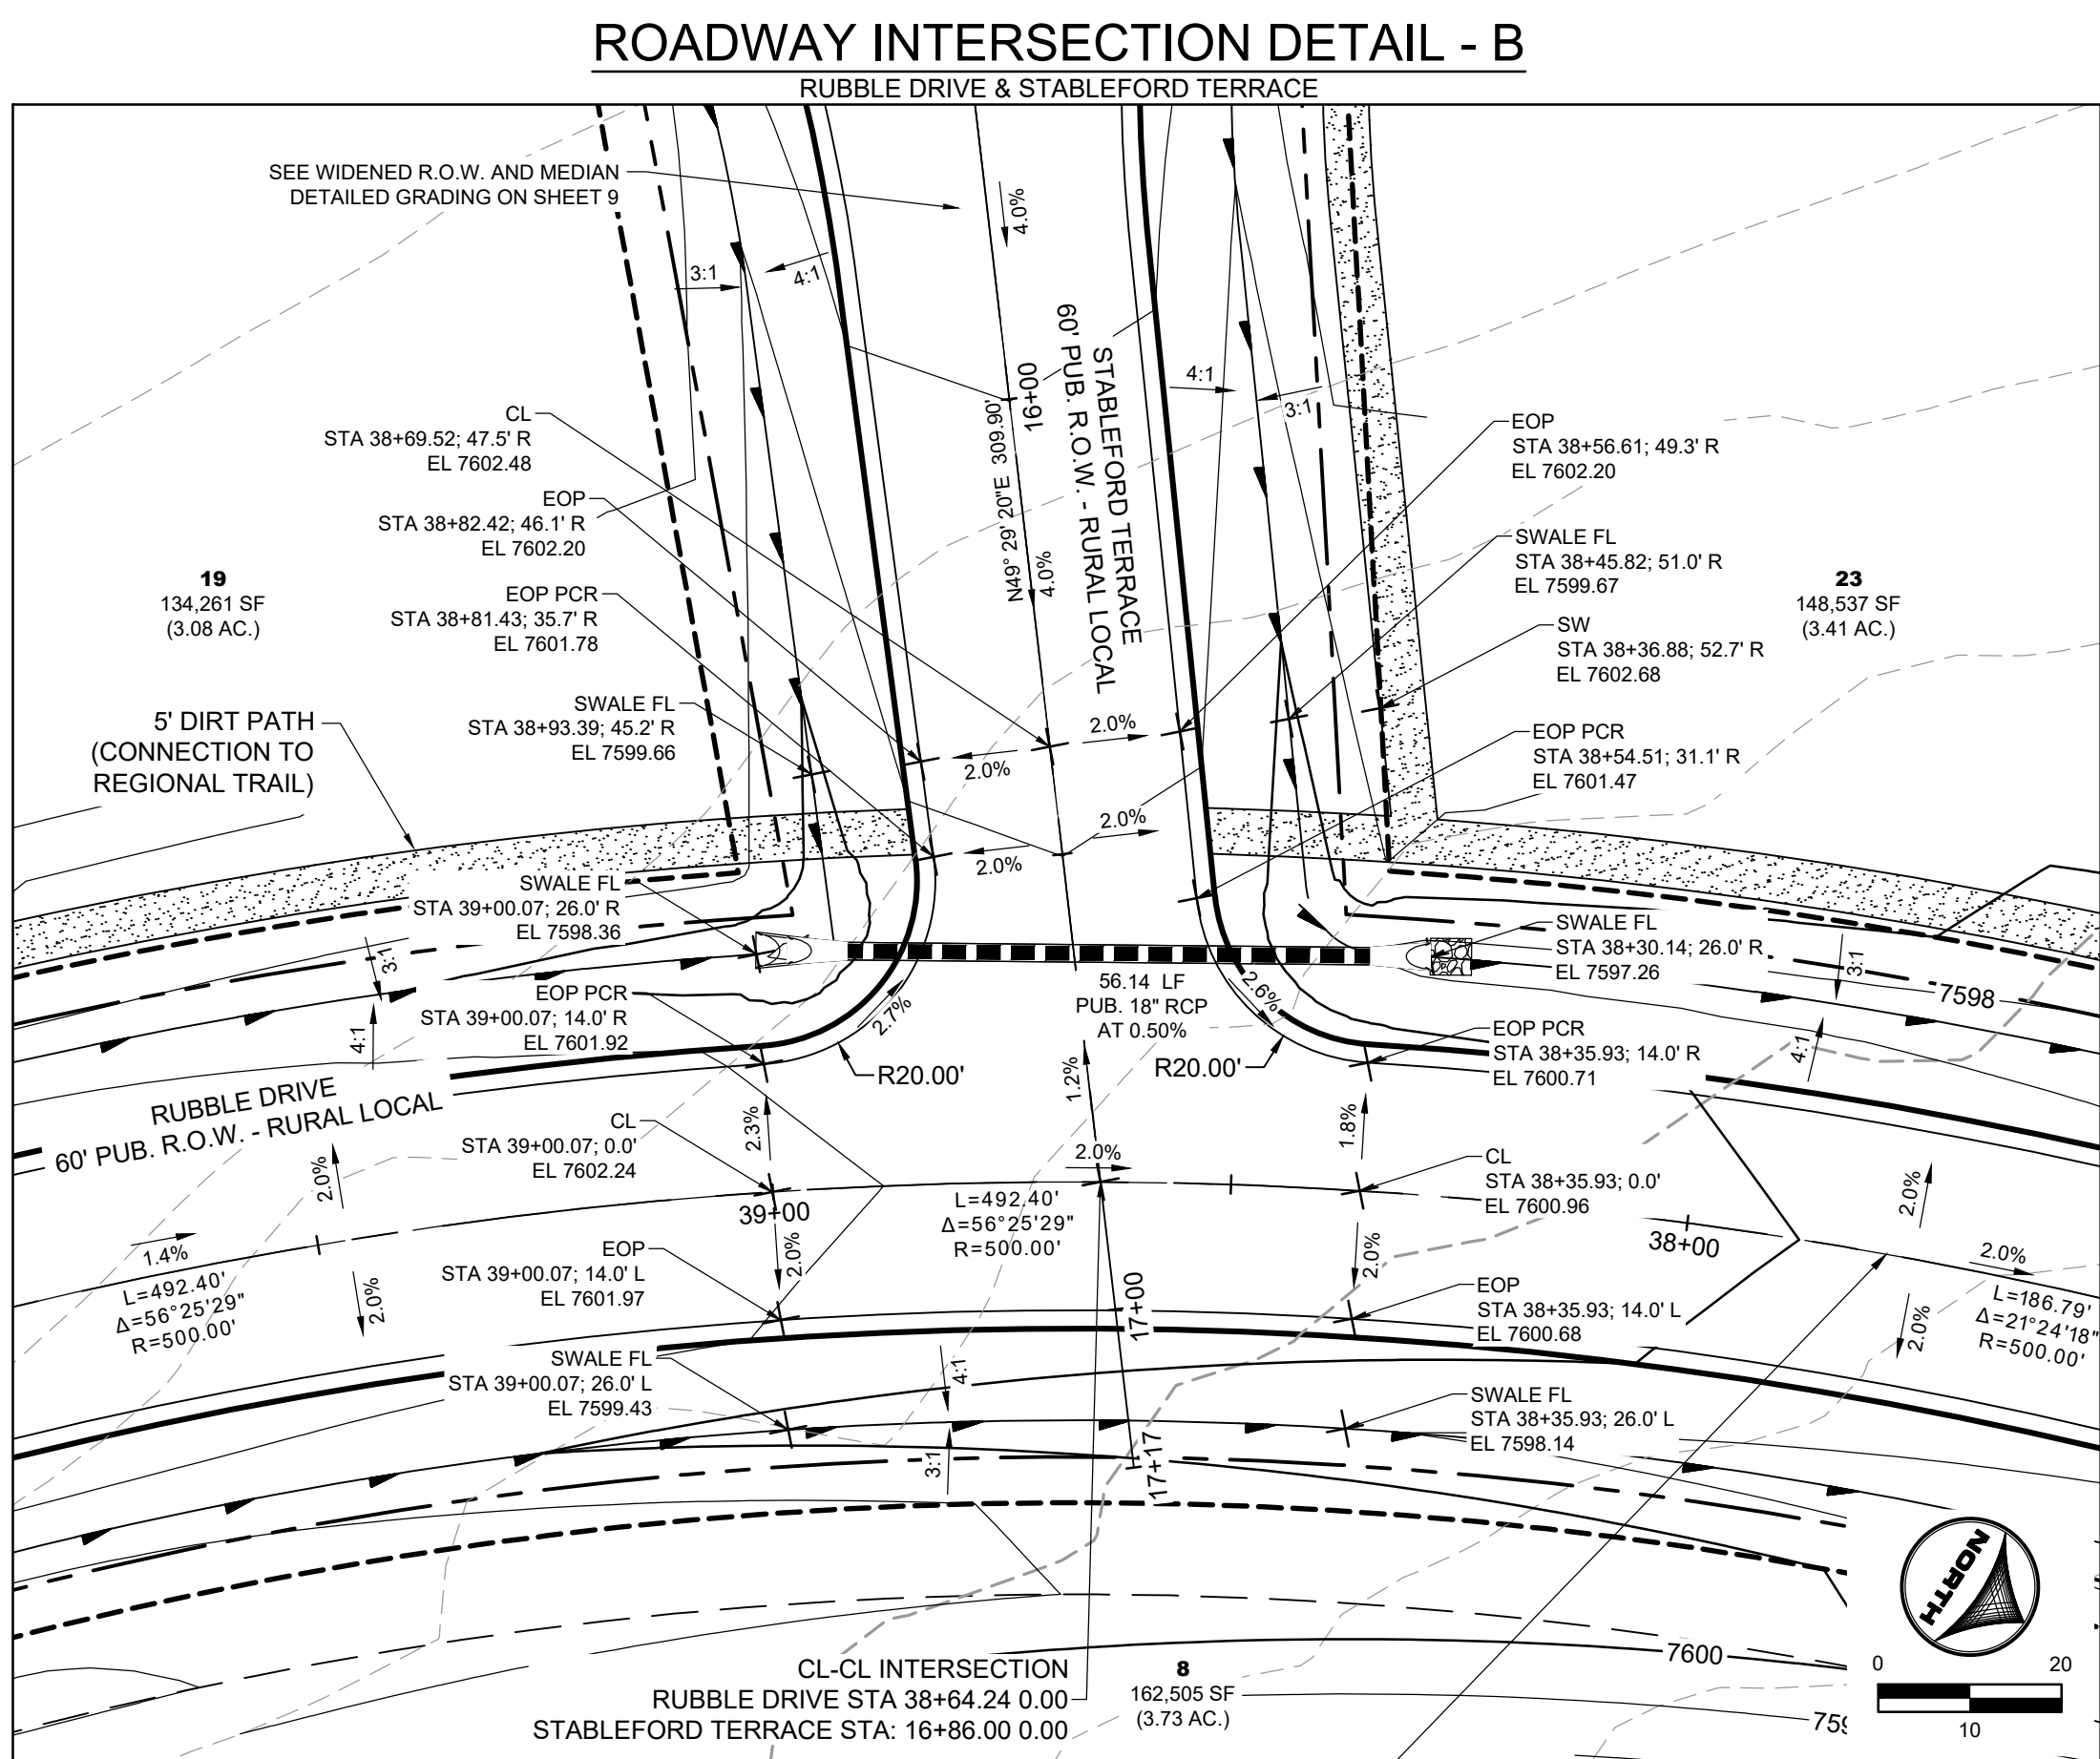 ROADWAY INTERSECTION DETAIL - B
RUBBLE DRIVE & STABLEFORD TERRACE
SEE WIDENED R.O.W. AND MEDIAN
DETAILED GRADING ON SHEET 9
4.0%
3:1
4:1
60' PUB. R.O.W. - RURAL LOCAL
STABLEFORD TERRACE
16+00
N49° 29' 20"E 309.90'
4.0%
4:1
3:1
CL
STA 38+69.52; 47.5' R
EL 7602.48
EOP
STA 38+82.42; 46.1' R
EL 7602.20
EOP PCR
STA 38+81.43; 35.7' R
EL 7601.78
SWALE FL
STA 38+93.39; 45.2' R
EL 7599.66
EOP
STA 38+56.61; 49.3' R
EL 7602.20
SWALE FL
STA 38+45.82; 51.0' R
EL 7599.67
SW
STA 38+36.88; 52.7' R
EL 7602.68
EOP PCR
STA 38+54.51; 31.1' R
EL 7601.47
19
134,261 SF
(3.08 AC.)
23
148,537 SF
(3.41 AC.)
5' DIRT PATH
(CONNECTION TO
REGIONAL TRAIL)
2.0%
2.0%
2.0%
2.0%
SWALE FL
STA 39+00.07; 26.0' R
EL 7598.36
EOP PCR
STA 39+00.07; 14.0' R
EL 7601.92
3:1
4:1
2.7%
R20.00'
56.14 LF
PUB. 18" RCP
AT 0.50%
2.6%
R20.00'
SWALE FL
STA 38+30.14; 26.0' R
EL 7597.26
EOP PCR
STA 38+35.93; 14.0' R
EL 7600.71
3:1
4:1
7598
RUBBLE DRIVE
60' PUB. R.O.W. - RURAL LOCAL
CL
STA 39+00.07; 0.0'
EL 7602.24
2.3%
1.2%
1.8%
2.0%
39+00
L=492.40'
Δ=56°25'29"
R=500.00'
CL
STA 38+35.93; 0.0'
EL 7600.96
38+00
2.0%
2.0%
1.4%
L=492.40'
Δ=56°25'29"
R=500.00'
2.0%
2.0%
EOP
STA 39+00.07; 14.0' L
EL 7601.97
2.0%
2.0%
EOP
STA 38+35.93; 14.0' L
EL 7600.68
2.0%
L=186.79'
Δ=21°24'18"
R=500.00'
17+00
SWALE FL
STA 39+00.07; 26.0' L
EL 7599.43
4:1
3:1
17+17
SWALE FL
STA 38+35.93; 26.0' L
EL 7598.14
NORTH
CL-CL INTERSECTION
RUBBLE DRIVE STA 38+64.24 0.00
STABLEFORD TERRACE STA: 16+86.00 0.00
8
162,505 SF
(3.73 AC.)
7600
0
20
10